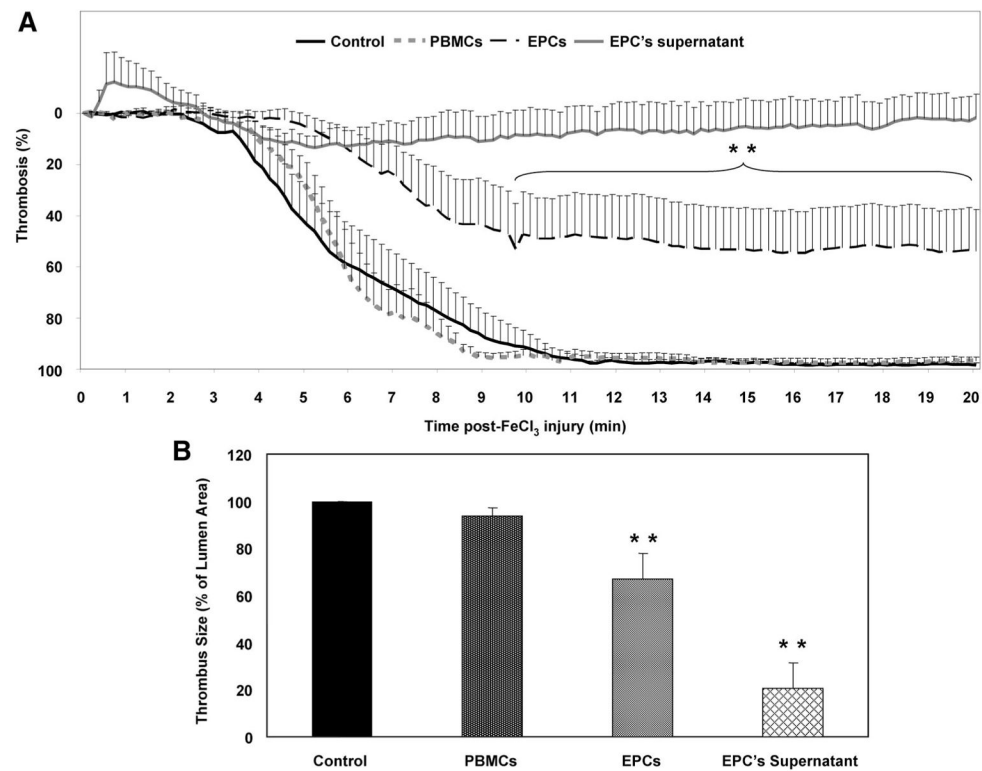 A
Control PBMCs EPCs EPC's supernatant
Thrombosis (%)
0
20
40
60
80
100
* *
0 1 2 3 4 5 6 7 8 9 10 11 12 13 14 15 16 17 18 19 20
Time post-FeCl₃ injury (min)
B
Thrombus Size (% of Lumen Area)
120
100
80
60
40
20
0
* *
* *
Control PBMCs EPCs EPC's Supernatant